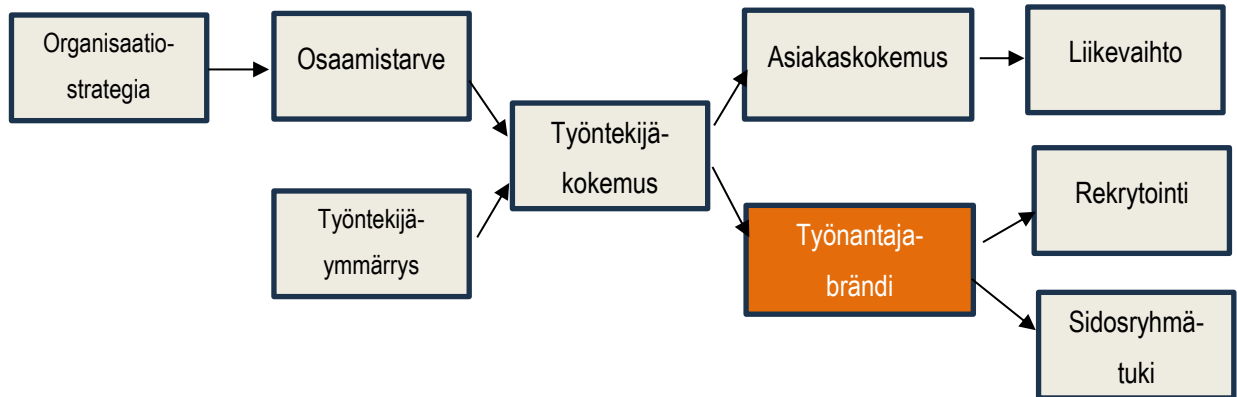 Organisaatio-
strategia
Osaamistarve
Työntekijä-
ymmärrys
Työntekijä-
kokemus
Asiakaskokemus
Liikevaihto
Työnantaja-
brändi
Rekrytointi
Sidosryhmä-
tuki